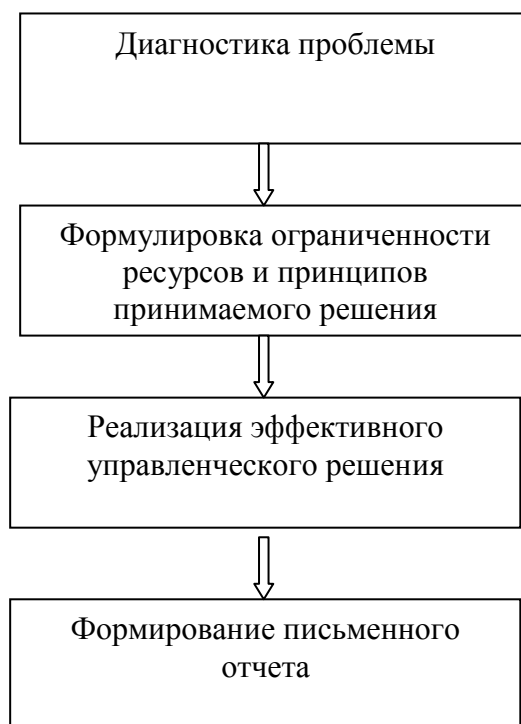 Диагностика проблемы
Формулировка ограниченности
ресурсов и принципов
принимаемого решения
Реализация эффективного
управленческого решения
Формирование письменного
отчета